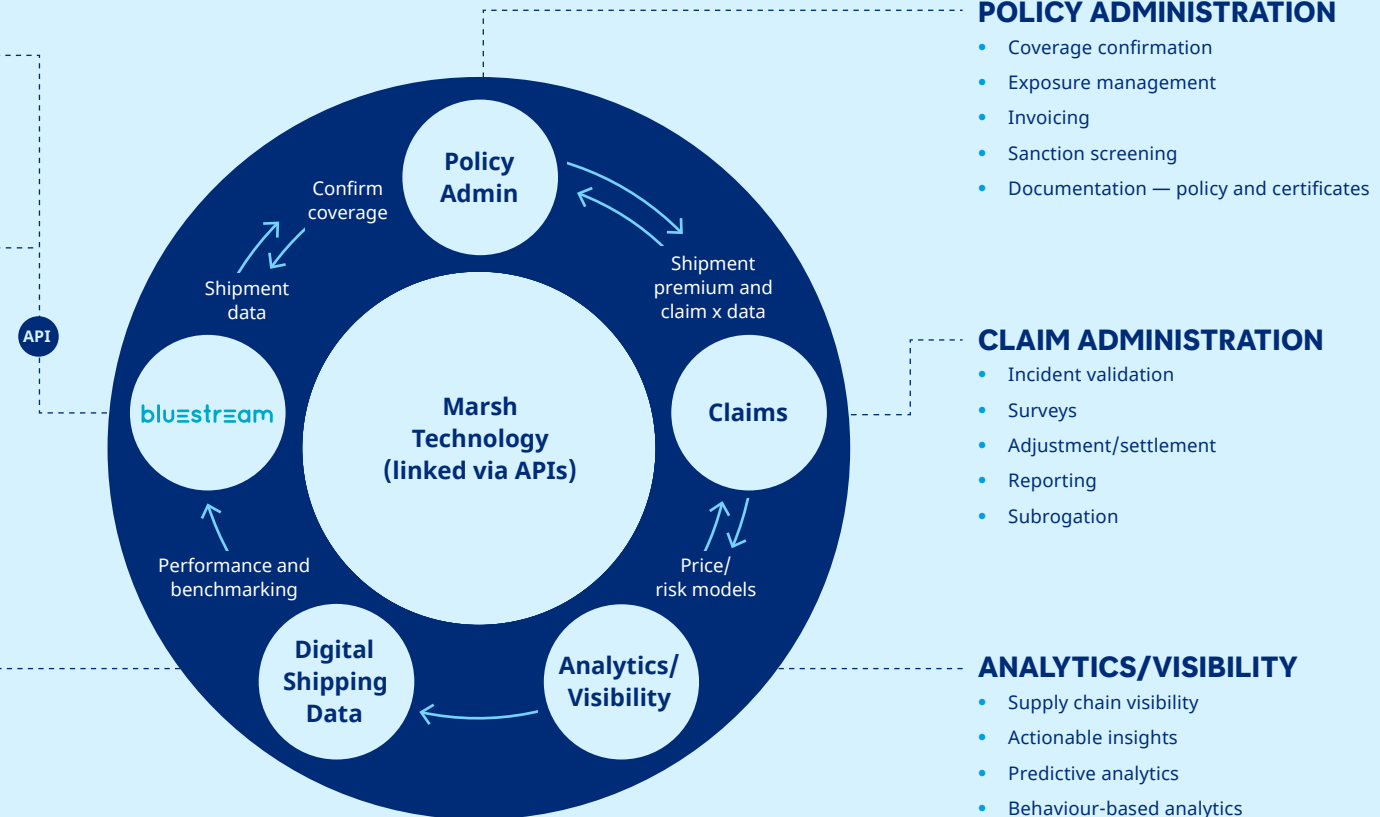 POLICY ADMINISTRATION
• Coverage confirmation
• Exposure management
• Invoicing
• Sanction screening
• Documentation — policy and certificates
Policy
Admin
Confirm
coverage
Shipment
data
Shipment
premium and
claim x data
API
bluestream
Marsh
Technology
(linked via APIs)
Claims
CLAIM ADMINISTRATION
• Incident validation
• Surveys
• Adjustment/settlement
• Reporting
• Subrogation
Performance and
benchmarking
Price/
risk models
Digital
Shipping
Data
Analytics/
Visibility
ANALYTICS/VISIBILITY
• Supply chain visibility
• Actionable insights
• Predictive analytics
• Behaviour-based analytics